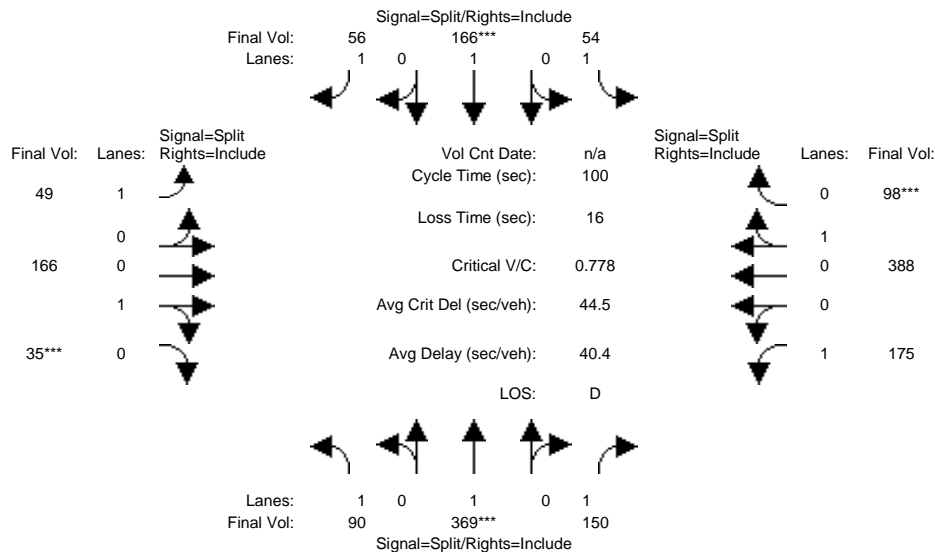 Signal=Split/Rights=Include
Final Vol: 56 166*** 54
Lanes: 1 0 1 0 1
Signal=Split
Final Vol: Lanes: Rights=Include
Vol Cnt Date: n/a
Signal=Split
Rights=Include Lanes: Final Vol:
Cycle Time (sec): 100
49 1
0 98***
Loss Time (sec): 16
0
1
166 0
Critical V/C: 0.778
0 388
1
Avg Crit Del (sec/veh): 44.5
0
35*** 0
Avg Delay (sec/veh): 40.4
1 175
LOS: D
Lanes: 1 0 1 0 1
Final Vol: 90 369*** 150
Signal=Split/Rights=Include